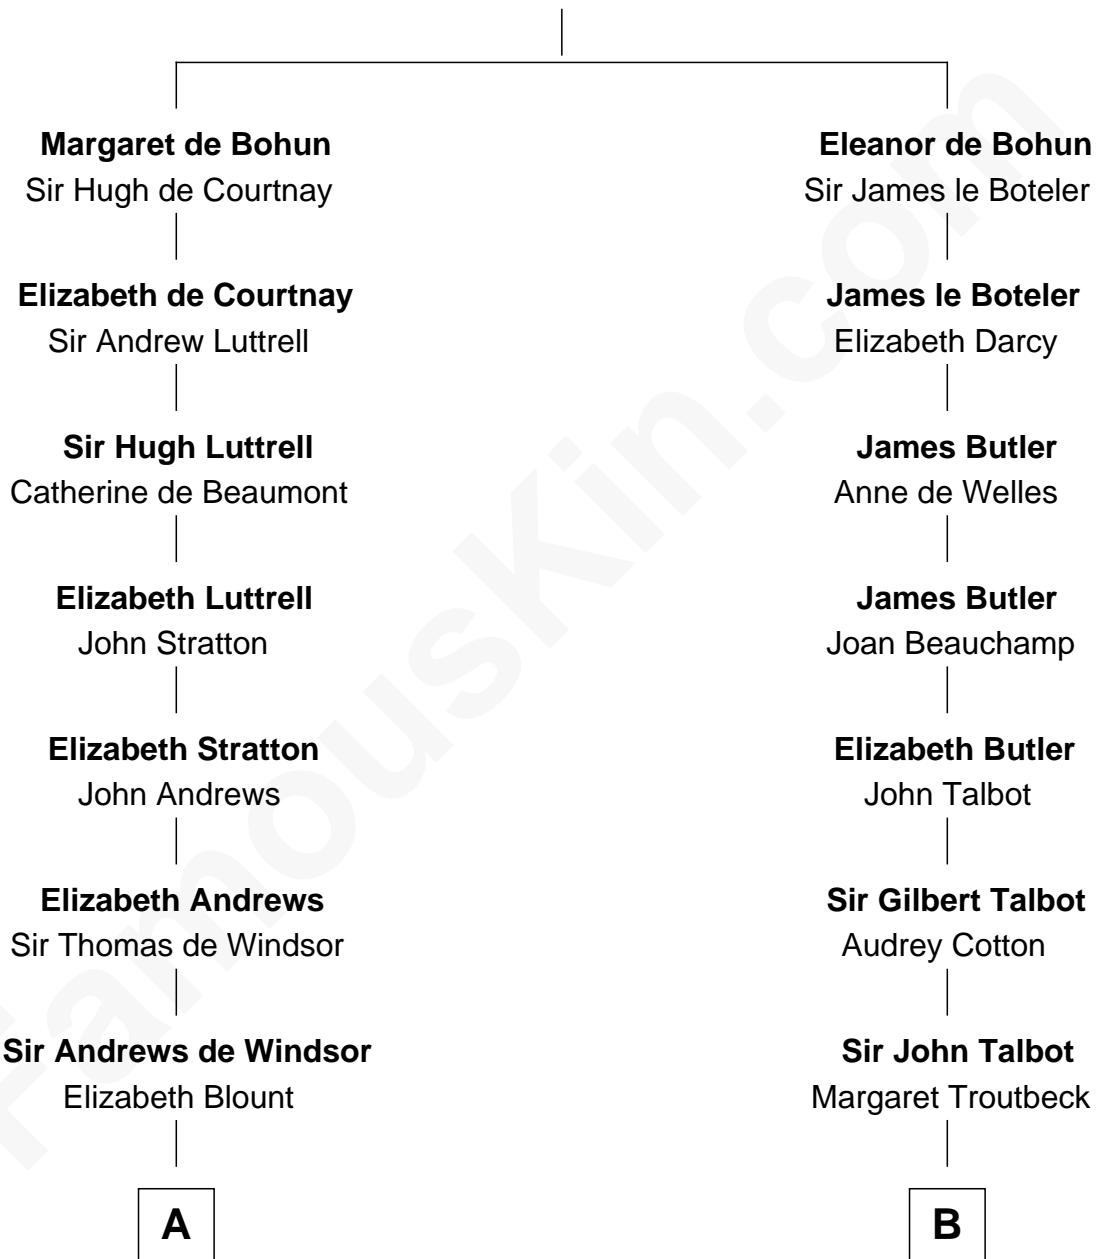 Margaret de Bohun
Sir Hugh de Courtnay
Elizabeth de Courtnay
Sir Andrew Luttrell
Sir Hugh Luttrell
Catherine de Beaumont
Elizabeth Luttrell
John Stratton
Elizabeth Stratton
John Andrews
Elizabeth Andrews
Sir Thomas de Windsor
Sir Andrews de Windsor
Elizabeth Blount
A
Eleanor de Bohun
Sir James le Boteler
James le Boteler
Elizabeth Darcy
James Butler
Anne de Welles
James Butler
Joan Beauchamp
Elizabeth Butler
John Talbot
Sir Gilbert Talbot
Audrey Cotton
Sir John Talbot
Margaret Troutbeck
B
FamousKin.com